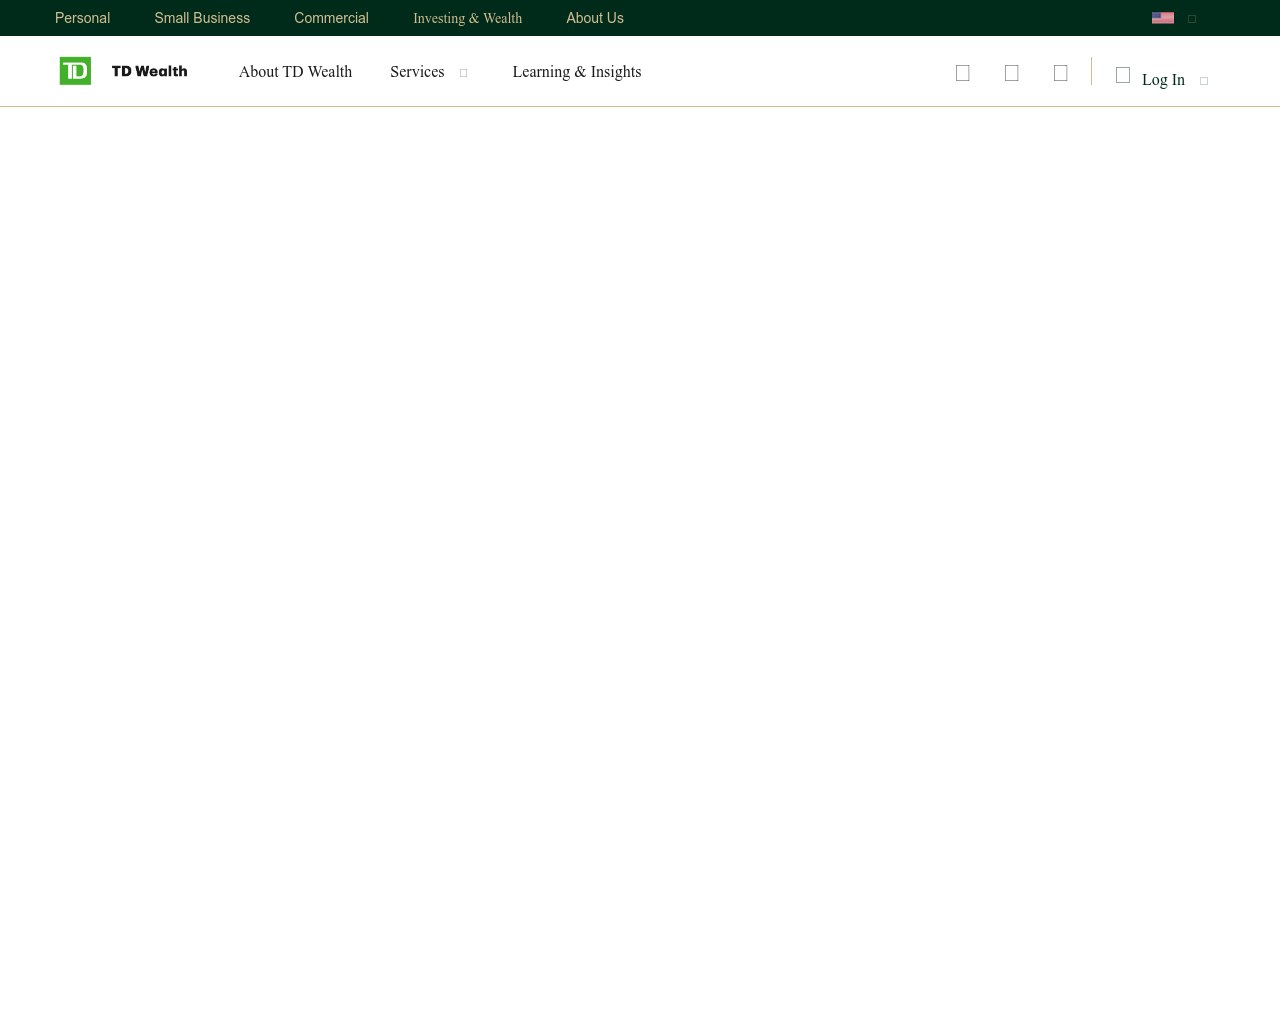 Personal Small Business Commercial Investing & Wealth About Us
TD TD Wealth About TD Wealth Services Learning & Insights Log In